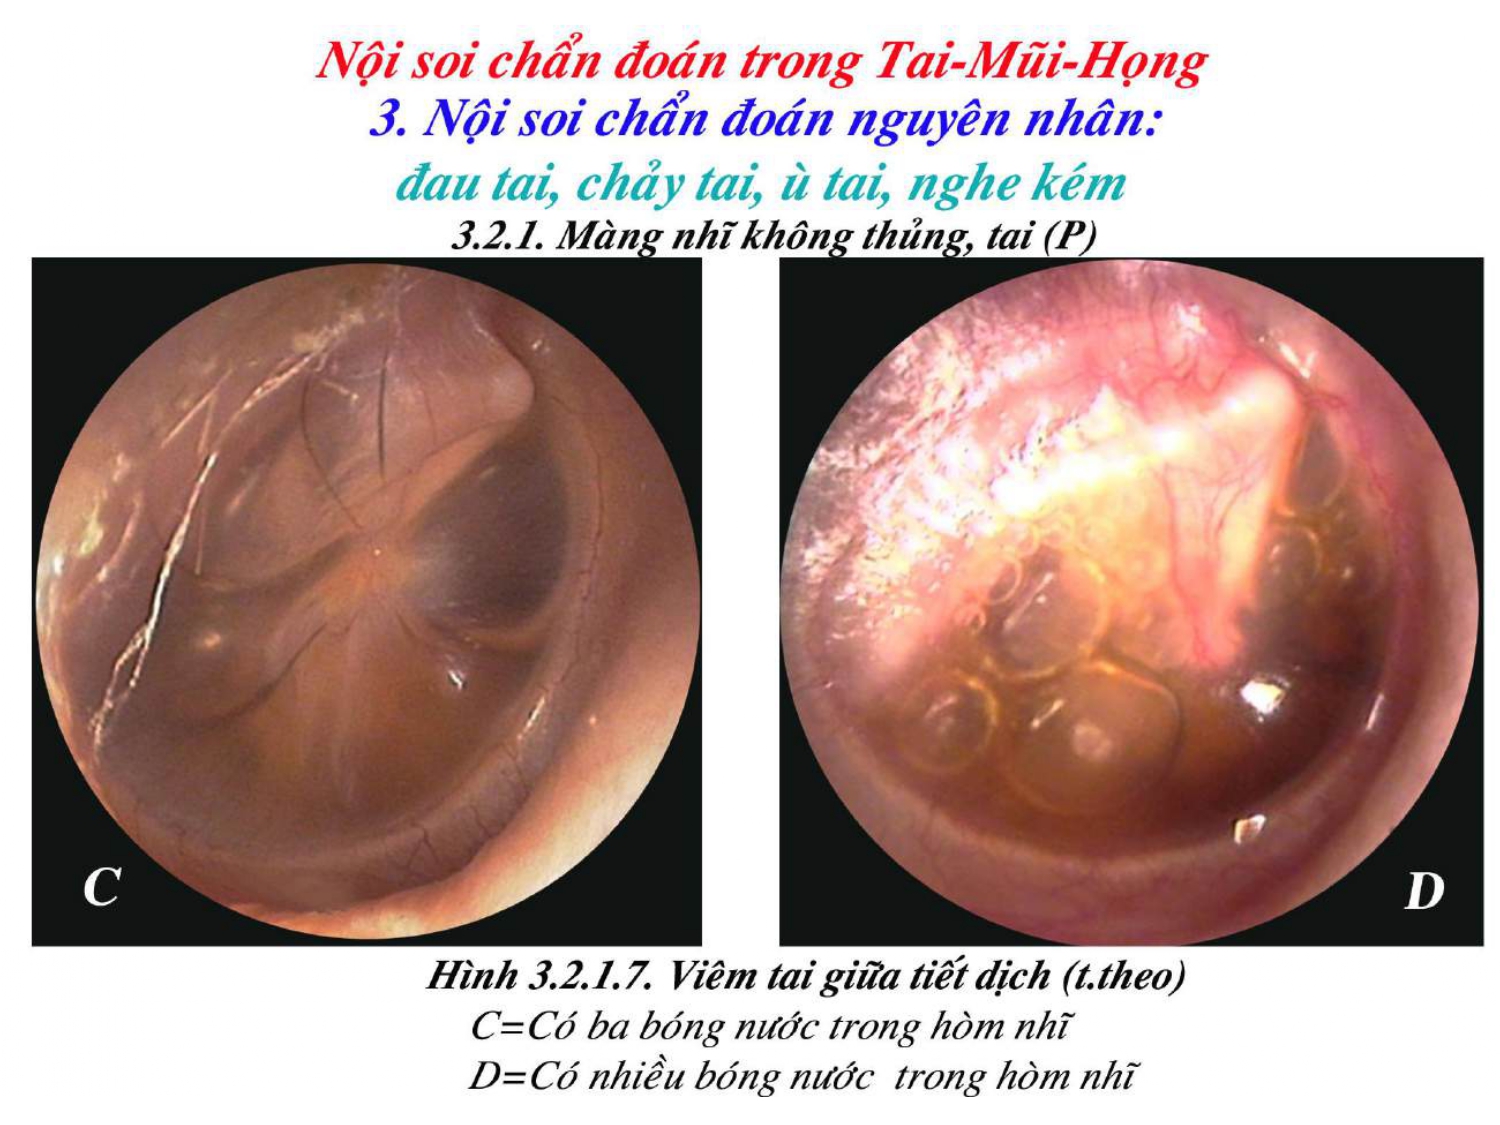 Nội soi chẩn đoán trong Tai-Mũi-Họng
3. Nội soi chẩn đoán nguyên nhân:
đau tai, chảy tai, ù tai, nghe kém
3.2.1. Màng nhĩ không thủng, tai (P)
C
D
Hình 3.2.1.7. Viêm tai giữa tiết dịch (t.theo)
C=Có ba bóng nước trong hòm nhĩ
D=Có nhiều bóng nước trong hòm nhĩ